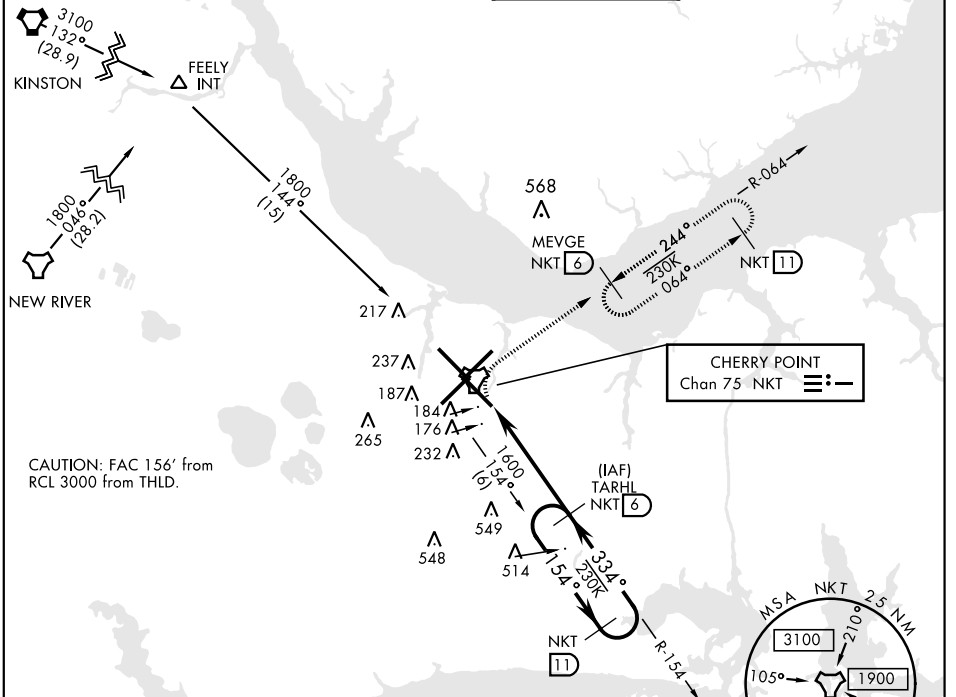 3100
132°
(28.9)
KINSTON
FEELY
INT
1800
144°
(15)
1800
046°
(28.2)
NEW RIVER
568
MEVGE
NKT 6
R-064
244°
230K
064°
NKT 11
217
237
187
184
176
265
232
CHERRY POINT
Chan 75 NKT
CAUTION: FAC 156' from
RCL 3000 from THLD.
1600
154°
(6)
(IAF)
TARHL
NKT 6
549
548
514
334°
230K
154°
NKT
11
R-154
MSA NKT 25 NM
3100
210°
105°
1900